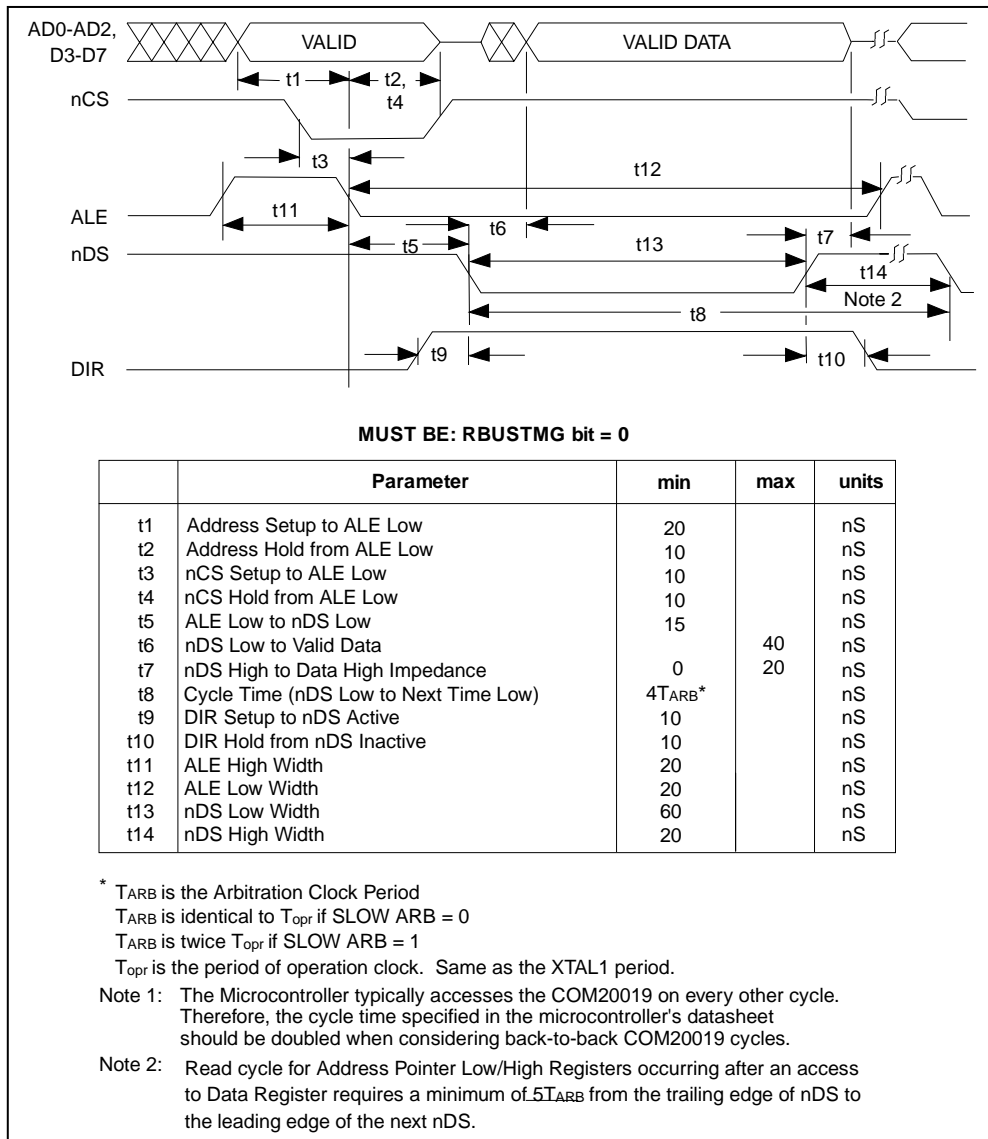 AD0-AD2,
D3-D7
VALID
VALID DATA
t1
t2,
t4
nCS
t3
t12
ALE
t11
t6
t7
t5
t13
nDS
t14
Note 2
t8
t9
t10
DIR
MUST BE: RBUSTMG bit = 0
Parameter min max units
t1 Address Setup to ALE Low 20 nS
t2 Address Hold from ALE Low 10 nS
t3 nCS Setup to ALE Low 10 nS
t4 nCS Hold from ALE Low 10 nS
t5 ALE Low to nDS Low 15 nS
t6 nDS Low to Valid Data 40 nS
t7 nDS High to Data High Impedance 0 20 nS
t8 Cycle Time (nDS Low to Next Time Low) 4TARB* nS
t9 DIR Setup to nDS Active 10 nS
t10 DIR Hold from nDS Inactive 10 nS
t11 ALE High Width 20 nS
t12 ALE Low Width 20 nS
t13 nDS Low Width 60 nS
t14 nDS High Width 20 nS
* TARB is the Arbitration Clock Period
TARB is identical to Topr if SLOW ARB = 0
TARB is twice Topr if SLOW ARB = 1
Topr is the period of operation clock. Same as the XTAL1 period.
Note 1: The Microcontroller typically accesses the COM20019 on every other cycle.
Therefore, the cycle time specified in the microcontroller's datasheet
should be doubled when considering back-to-back COM20019 cycles.
Note 2: Read cycle for Address Pointer Low/High Registers occurring after an access
to Data Register requires a minimum of 5TARB from the trailing edge of nDS to
the leading edge of the next nDS.